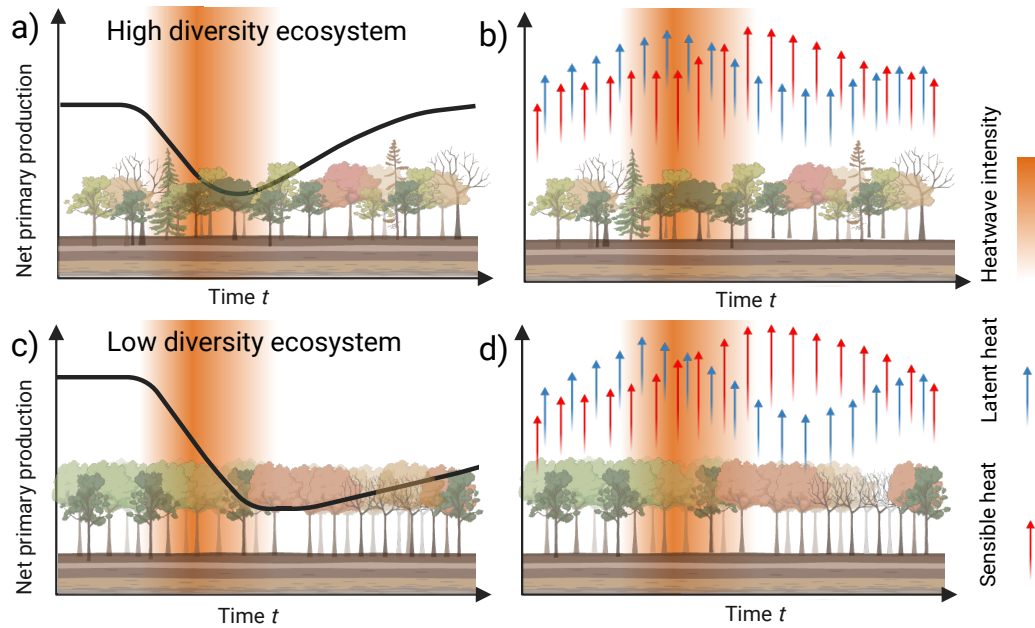 a)
High diversity ecosystem
Net primary production
Time t
b)
Time t
Heatwave intensity
c)
Low diversity ecosystem
Net primary production
Time t
d)
Time t
Latent heat
Sensible heat